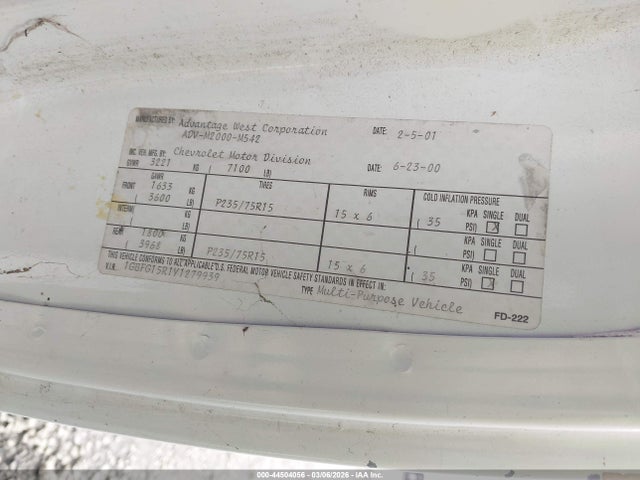 MANUFACTURED BY: Advantage West Corporation DATE: 2-5-01
ADV-M2000-M542
INC. VEH. MFG. BY: Chevrolet Motor Division DATE: 6-23-00
GVWR 3221 KG ( 7100 LB)
GAWR TIRES RIMS COLD INFLATION PRESSURE
FRONT 1633 KG P235/75R15 15 x 6 KPA SINGLE DUAL
( 3600 LB) ( 35 PSI)
INTERM KG KPA SINGLE DUAL
( LB) ( PSI)
REAR 1800 KG P235/75R15 15 x 6 KPA SINGLE DUAL
( 3968 LB) ( 35 PSI)
THIS VEHICLE CONFORMS TO ALL APPLICABLE U.S. FEDERAL MOTOR VEHICLE SAFETY STANDARDS IN EFFECT IN:
V.I.N. 1GBFG15R1V1279939 TYPE Multi-Purpose Vehicle
FD-222
000-44504056 | 03/06/2026 - IAA Inc. |